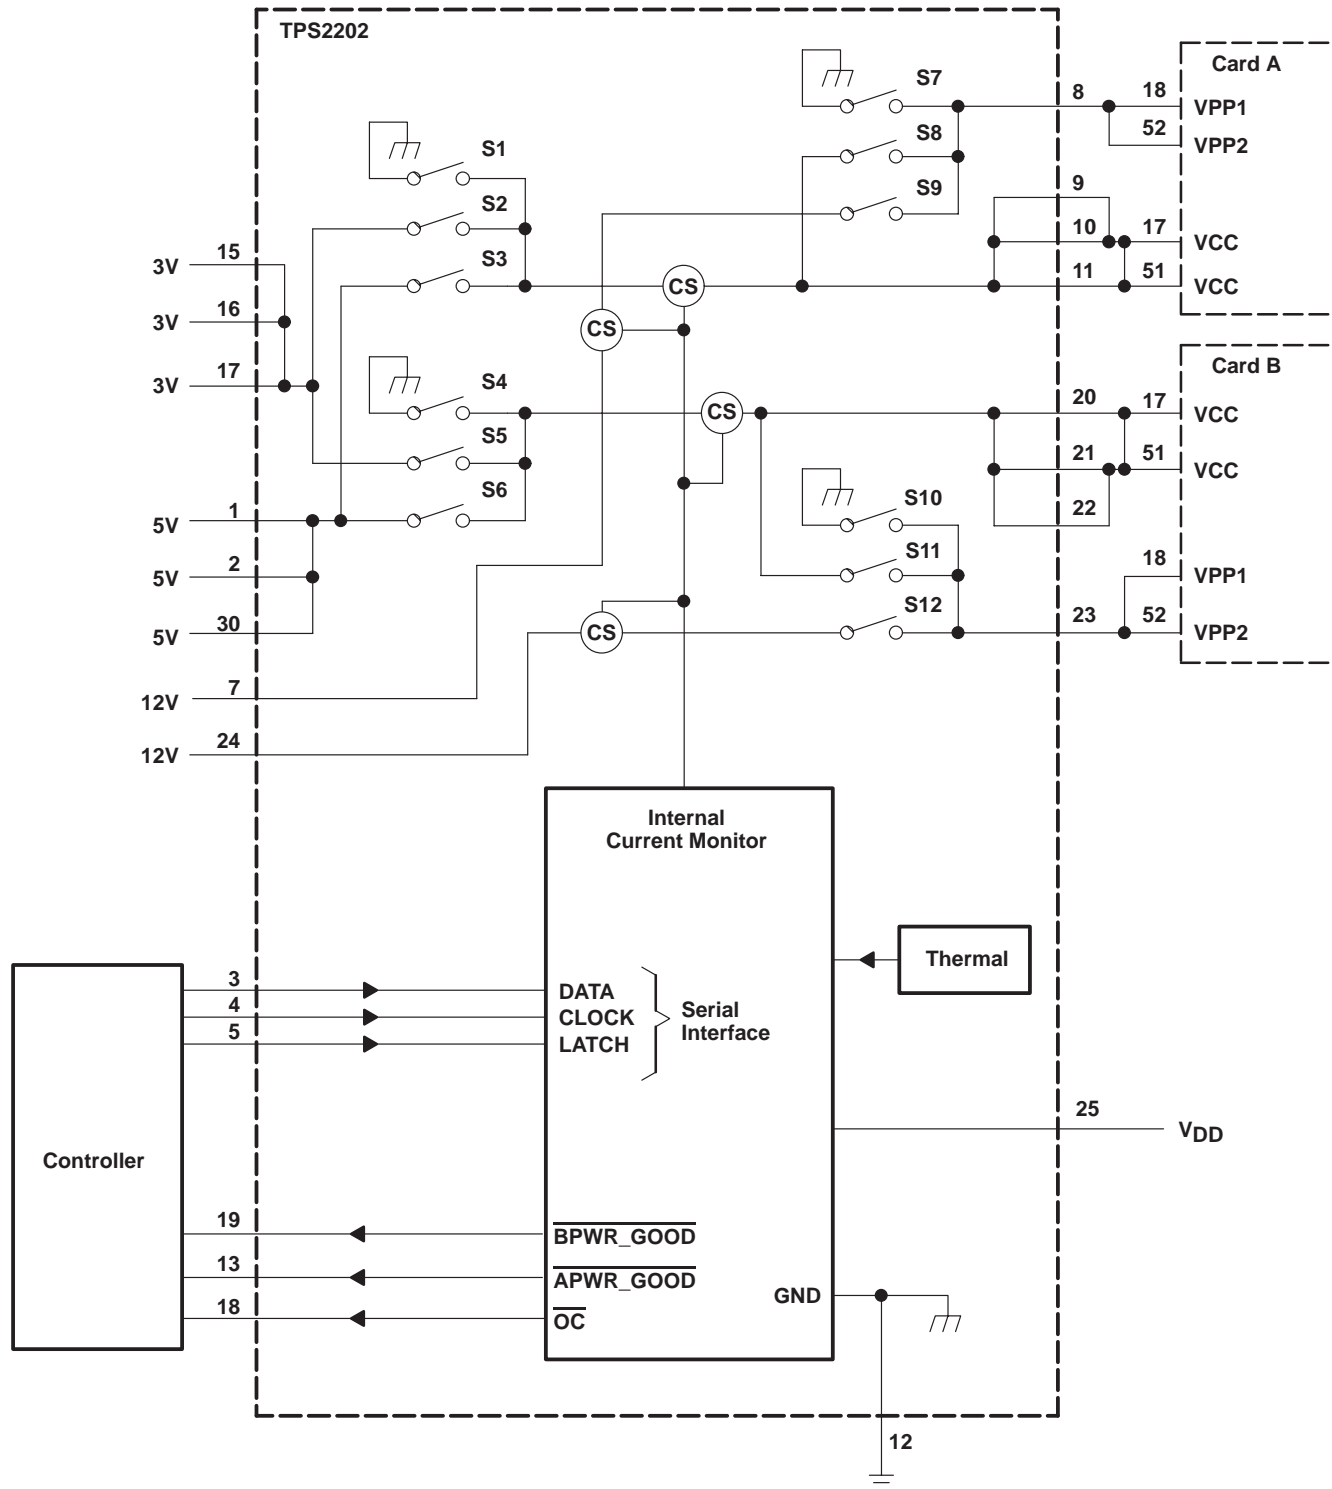 TPS2202
Card A
S7
8
18
VPP1
S8
52
VPP2
S1
S9
9
S2
10
17
VCC
15
3V
S3
CS
11
51
VCC
16
3V
CS
Card B
17
3V
S4
CS
20
17
VCC
S5
21
51
VCC
S6
S10
22
1
5V
S11
18
VPP1
2
5V
S12
23
52
VPP2
30
5V
CS
7
12V
24
12V
Internal
Current Monitor
Thermal
3
DATA
4
CLOCK
5
LATCH
Serial
Interface
25
VDD
Controller
19
BPWR_GOOD
13
APWR_GOOD
GND
18
OC
12